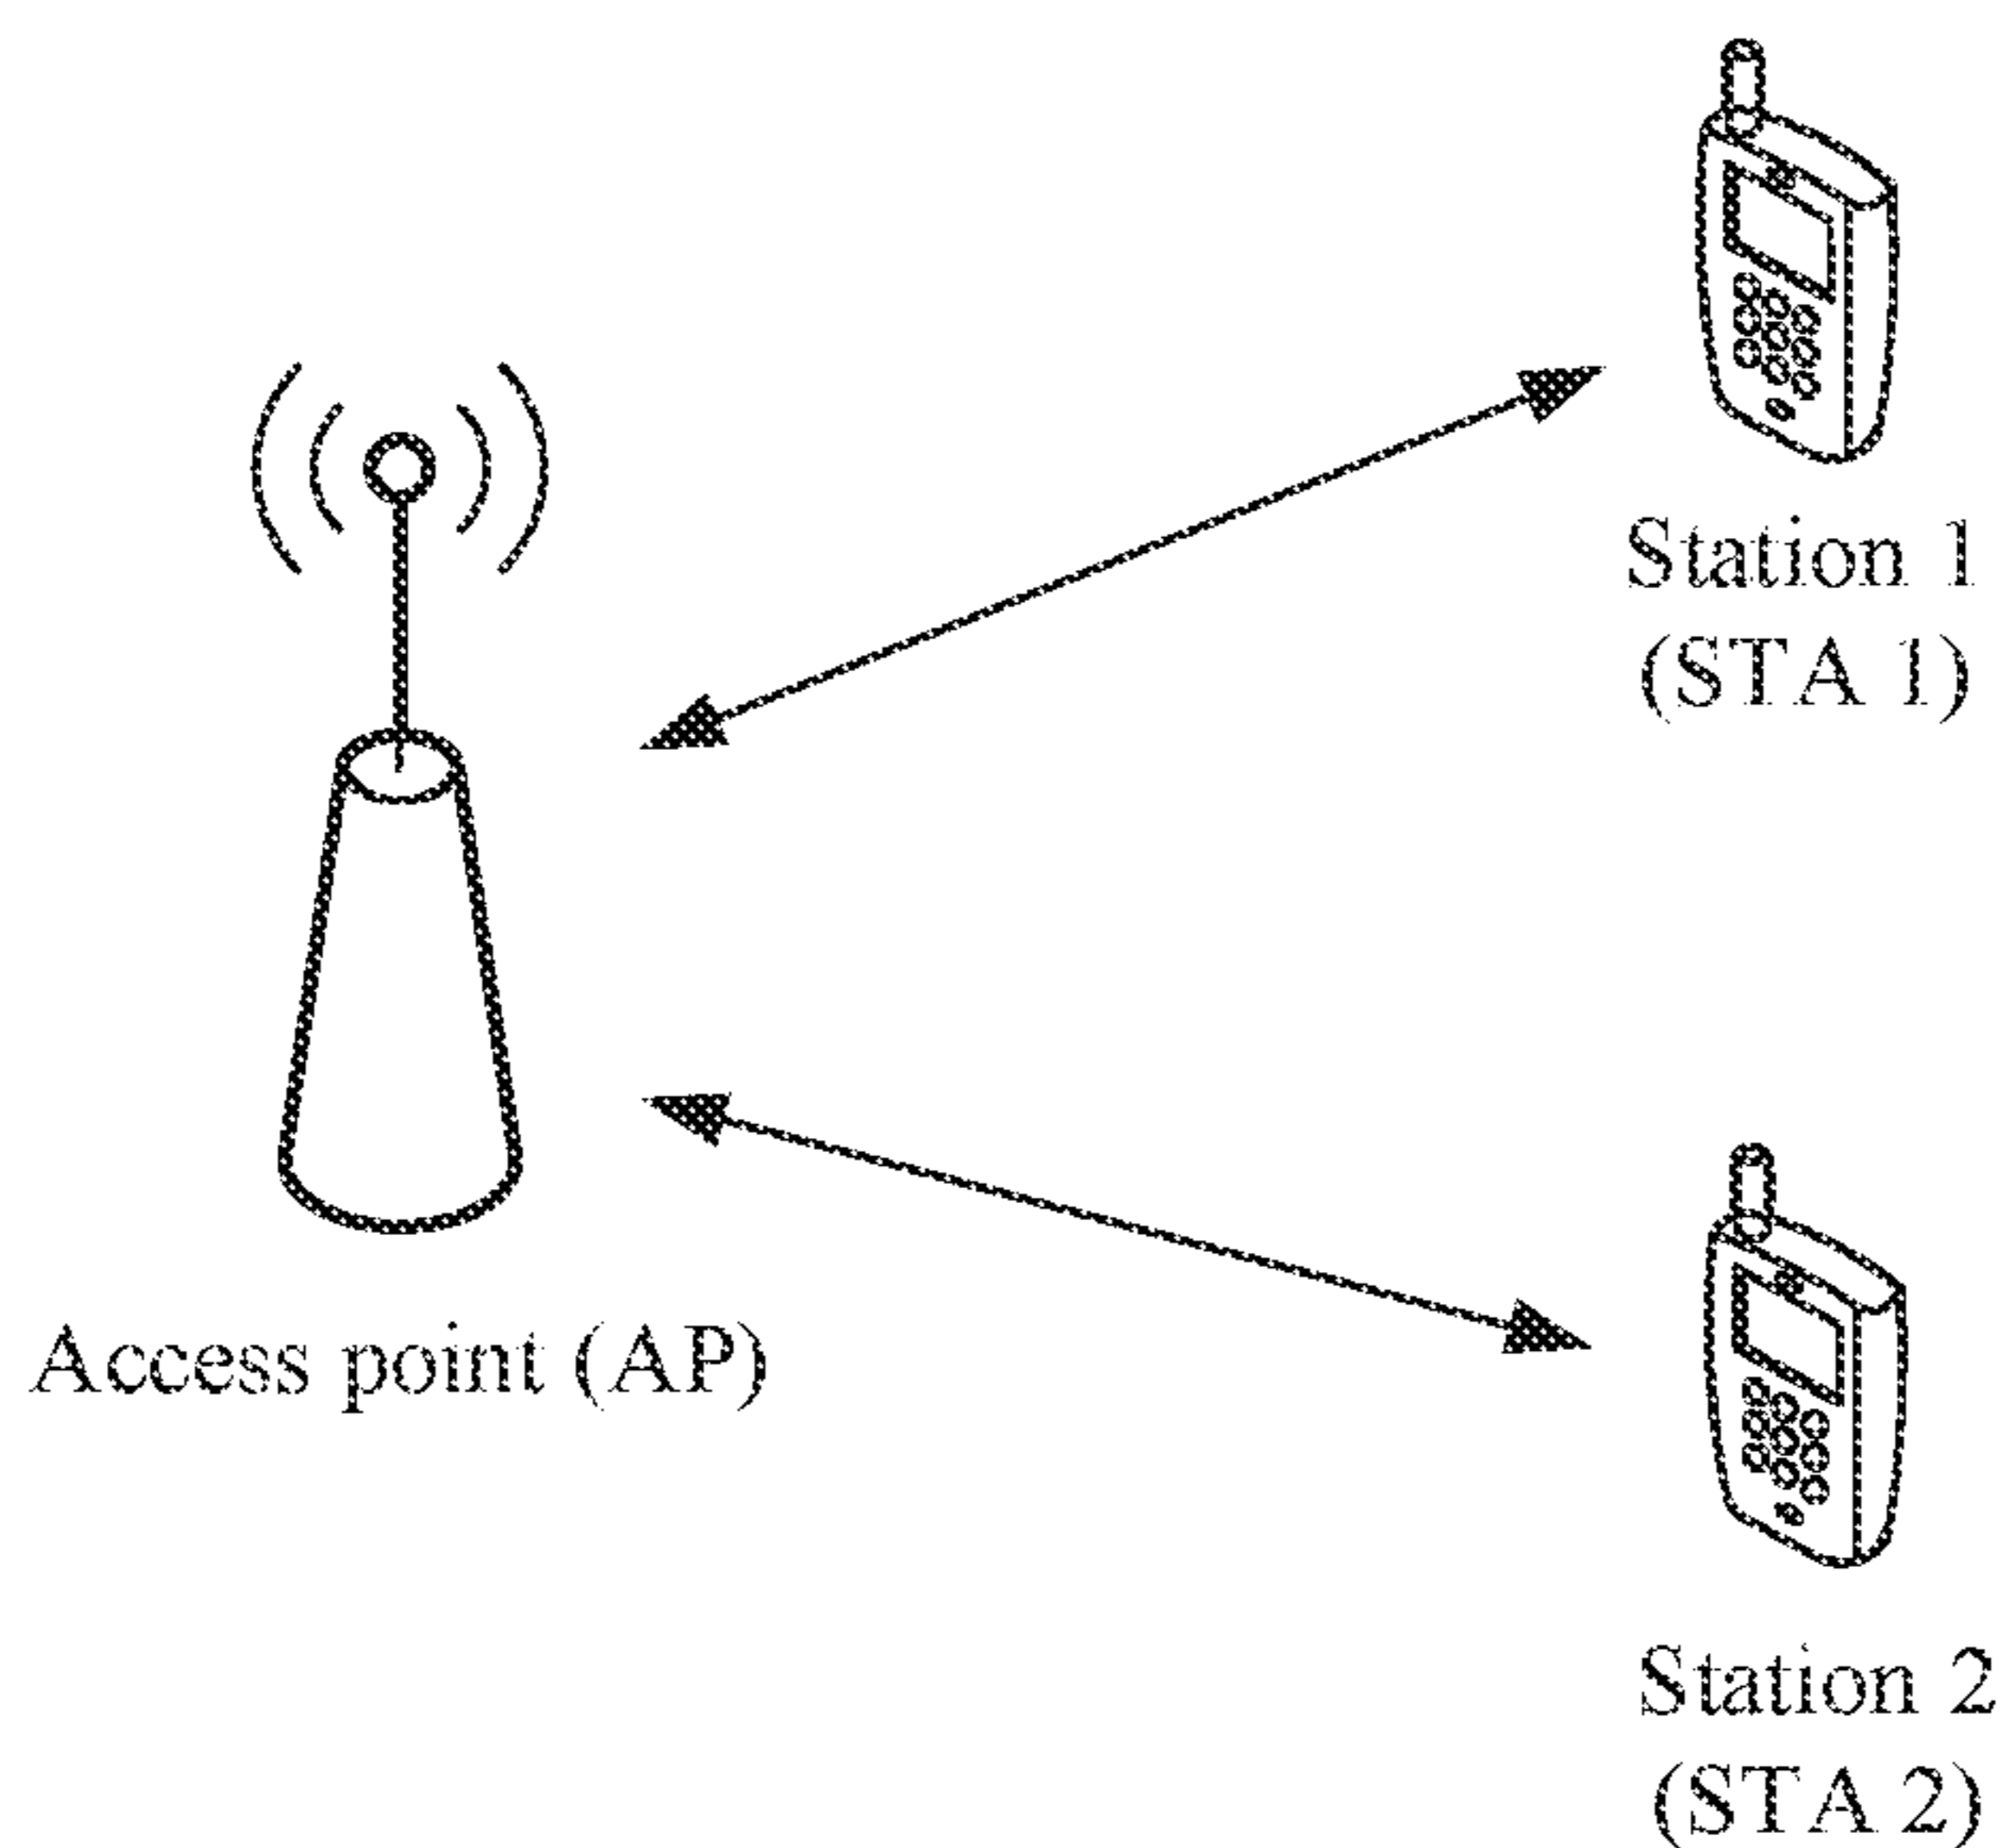 Station 1
(STA 1)
Access point (AP)
Station 2
(STA 2)